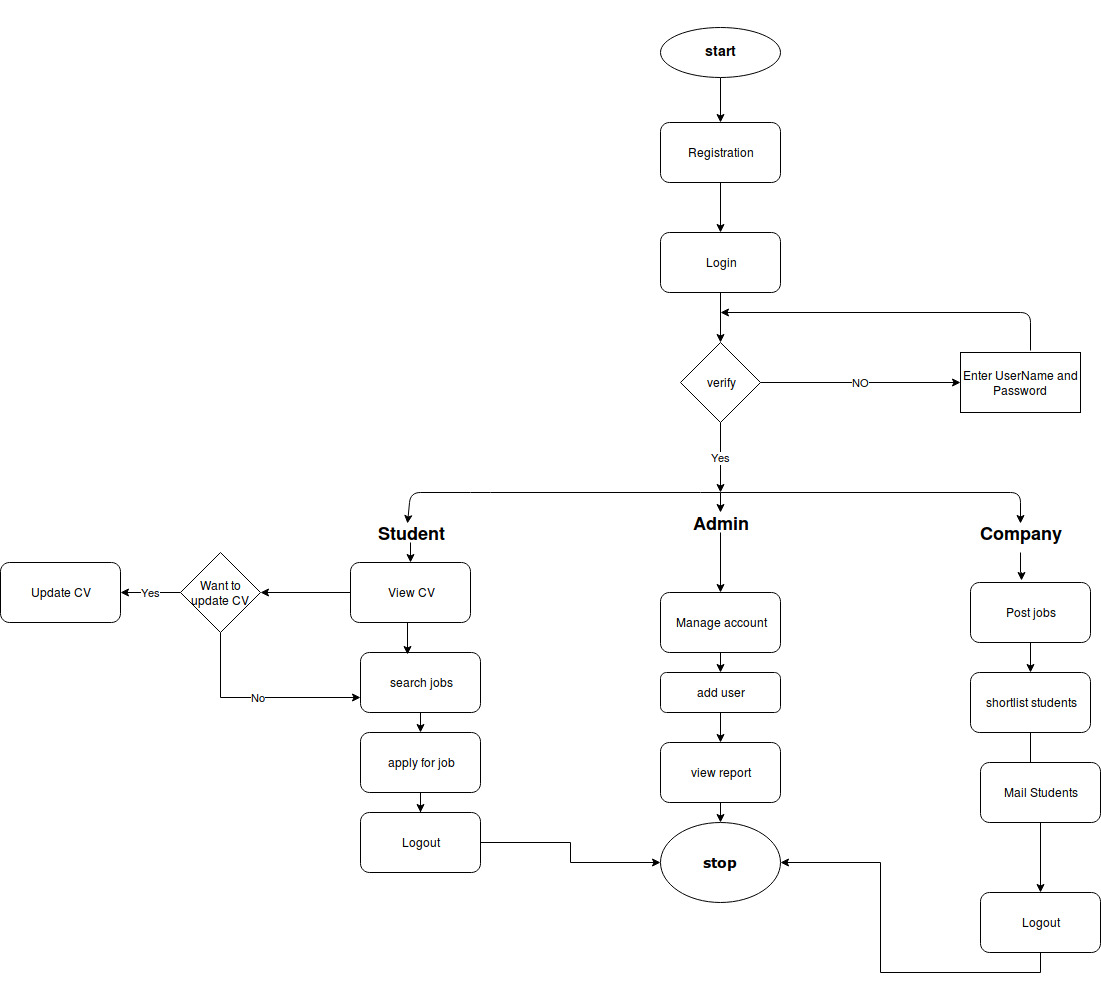 start
Registration
Login
verify
NO
Enter UserName and
Password
Yes
Student
Admin
Company
Update CV
Yes
Want to
update CV
View CV
Manage account
Post jobs
No
search jobs
add user
shortlist students
apply for job
view report
Mail Students
Logout
stop
Logout